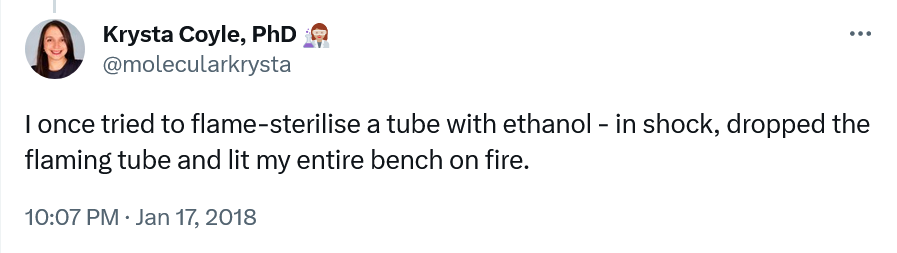 Krysta Coyle, PhD 👩🏻‍🔬
@molecularkrysta
I once tried to flame-sterilise a tube with ethanol - in shock, dropped the
flaming tube and lit my entire bench on fire.
10:07 PM · Jan 17, 2018